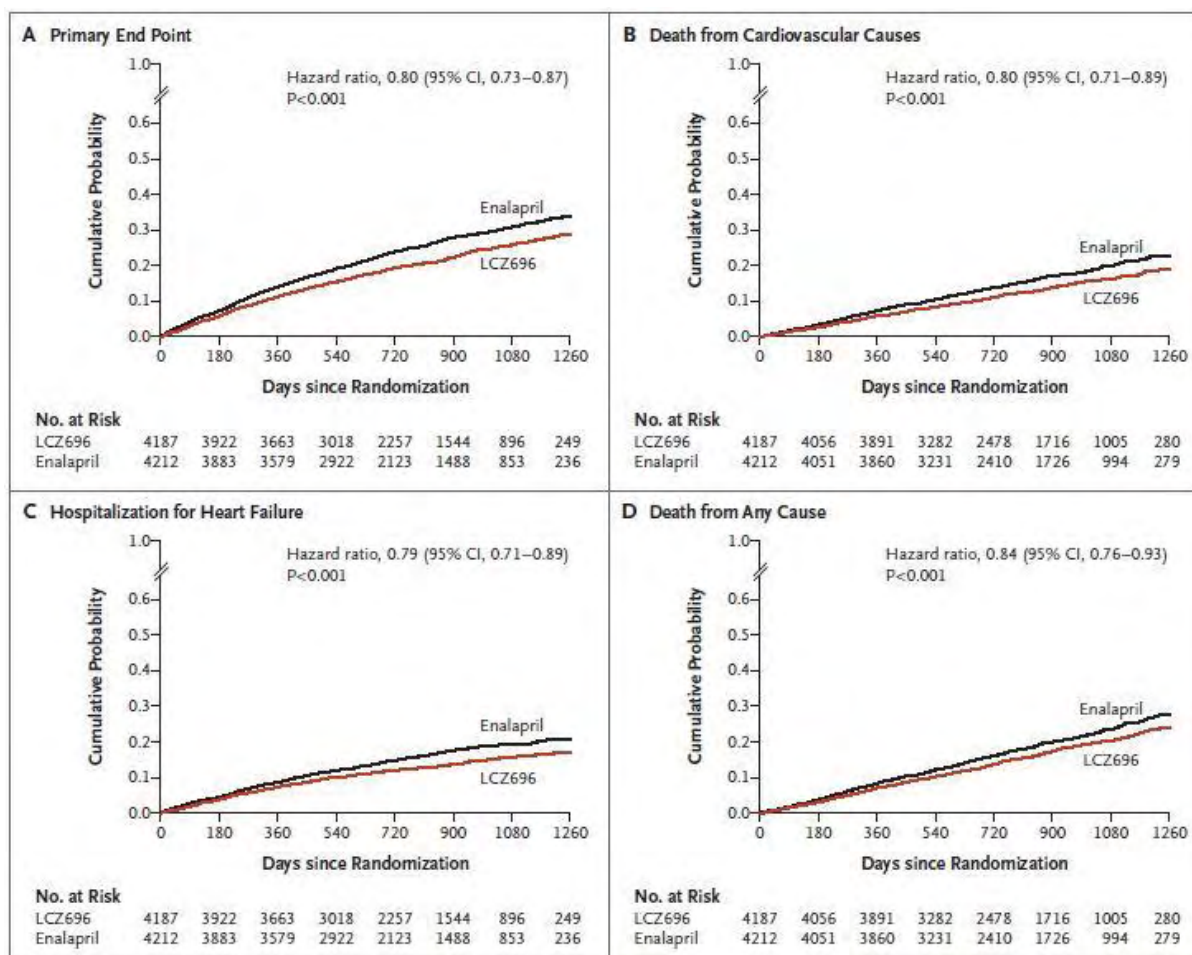 A Primary End Point
1.0
Hazard ratio, 0.80 (95% CI, 0.73–0.87)
P<0.001
0.6
0.5
0.4
0.3
0.2
0.1
0.0
Cumulative Probability
Enalapril
LCZ696
0 180 360 540 720 900 1080 1260
Days since Randomization
No. at Risk
LCZ696 4187 3922 3663 3018 2257 1544 896 249
Enalapril 4212 3883 3579 2922 2123 1488 853 236
B Death from Cardiovascular Causes
1.0
Hazard ratio, 0.80 (95% CI, 0.71–0.89)
P<0.001
0.6
0.5
0.4
0.3
0.2
0.1
0.0
Cumulative Probability
Enalapril
LCZ696
0 180 360 540 720 900 1080 1260
Days since Randomization
No. at Risk
LCZ696 4187 4056 3891 3282 2478 1716 1005 280
Enalapril 4212 4051 3860 3231 2410 1726 994 279
C Hospitalization for Heart Failure
1.0
Hazard ratio, 0.79 (95% CI, 0.71–0.89)
P<0.001
0.6
0.5
0.4
0.3
0.2
0.1
0.0
Cumulative Probability
Enalapril
LCZ696
0 180 360 540 720 900 1080 1260
Days since Randomization
No. at Risk
LCZ696 4187 3922 3663 3018 2257 1544 896 249
Enalapril 4212 3883 3579 2922 2123 1488 853 236
D Death from Any Cause
1.0
Hazard ratio, 0.84 (95% CI, 0.76–0.93)
P<0.001
0.6
0.5
0.4
0.3
0.2
0.1
0.0
Cumulative Probability
Enalapril
LCZ696
0 180 360 540 720 900 1080 1260
Days since Randomization
No. at Risk
LCZ696 4187 4056 3891 3282 2478 1716 1005 280
Enalapril 4212 4051 3860 3231 2410 1726 994 279